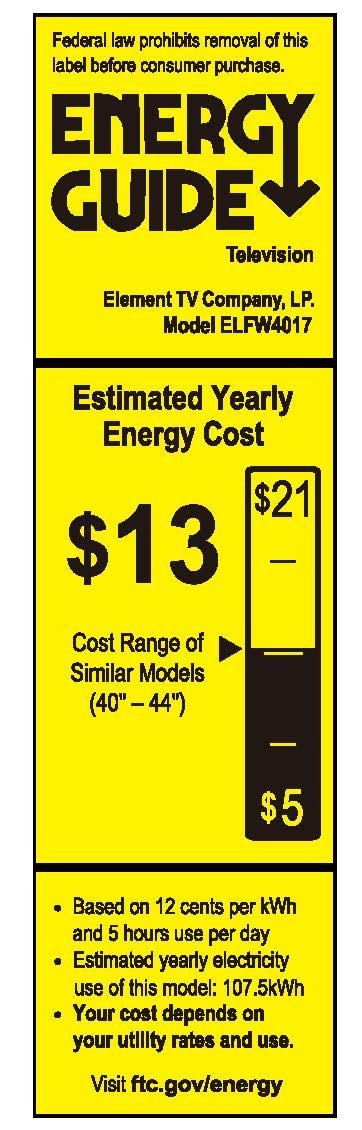 Federal law prohibits removal of this
label before consumer purchase.
ENERGY
GUIDE
Television
Element TV Company, LP.
Model ELFW4017
Estimated Yearly
Energy Cost
$13
$21
Cost Range of
Similar Models
(40" – 44")
$5
• Based on 12 cents per kWh
and 5 hours use per day
• Estimated yearly electricity
use of this model: 107.5kWh
• Your cost depends on
your utility rates and use.
Visit ftc.gov/energy